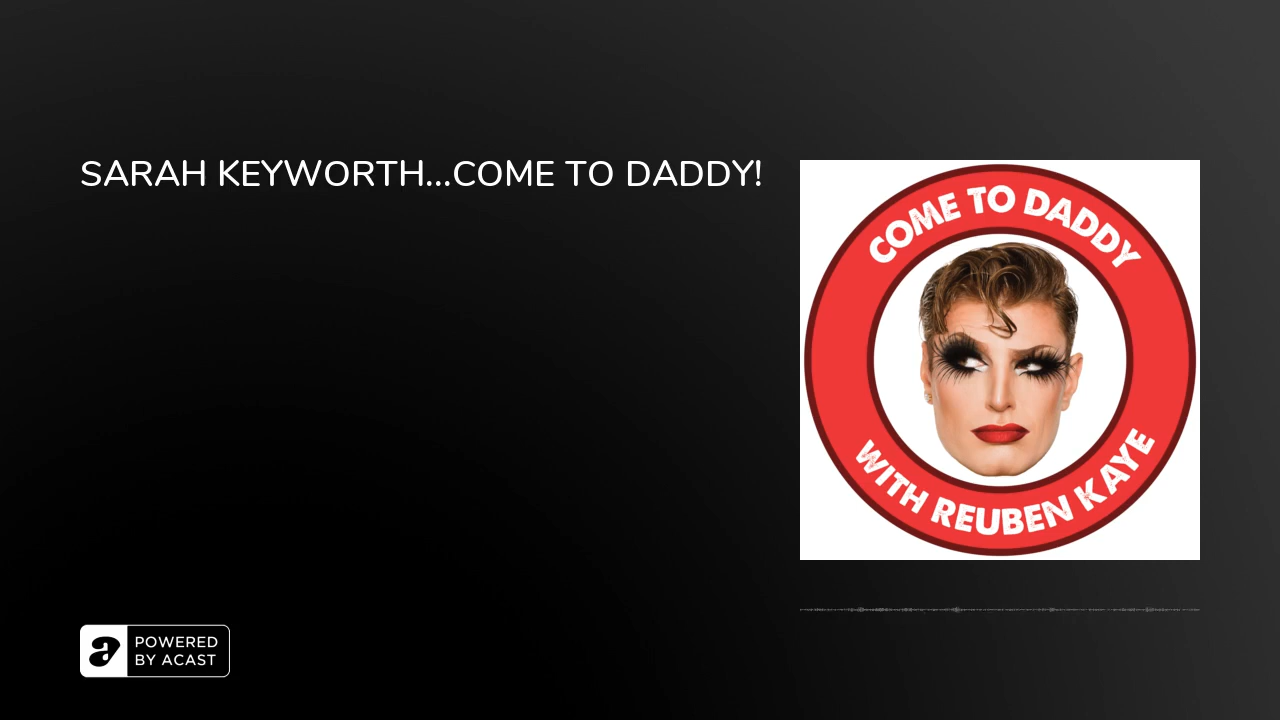 SARAH KEYWORTH...COME TO DADDY!
COME TO DADDY
WITH REUBEN KAYE
POWERED
BY ACAST